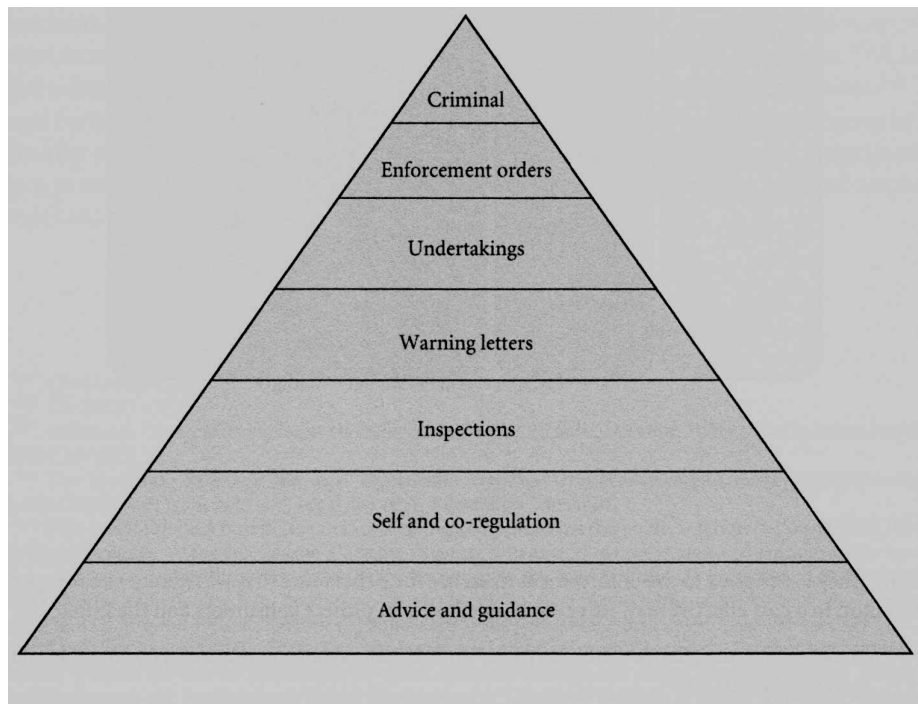 Criminal
Enforcement orders
Undertakings
Warning letters
Inspections
Self and co-regulation
Advice and guidance